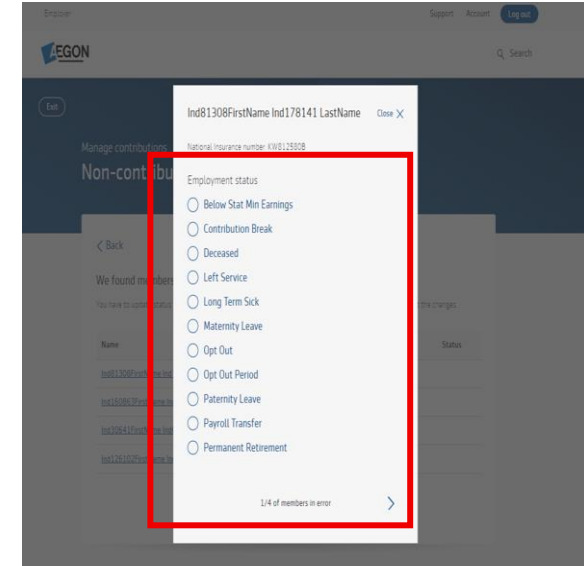 Employer
Support Account Log out
AEGON
Search
Exit
Manage contributions
Non-contribu
Ind81308FirstName Ind178141 LastName Close X
National Insurance number KW812580B
Employment status
Below Stat Min Earnings
Contribution Break
Deceased
Left Service
Long Term Sick
Maternity Leave
Opt Out
Opt Out Period
Paternity Leave
Payroll Transfer
Permanent Retirement
1/4 of members in error
Back
We found members
You have to update status the changes.
Name Status
Ind81308FirstName Ind